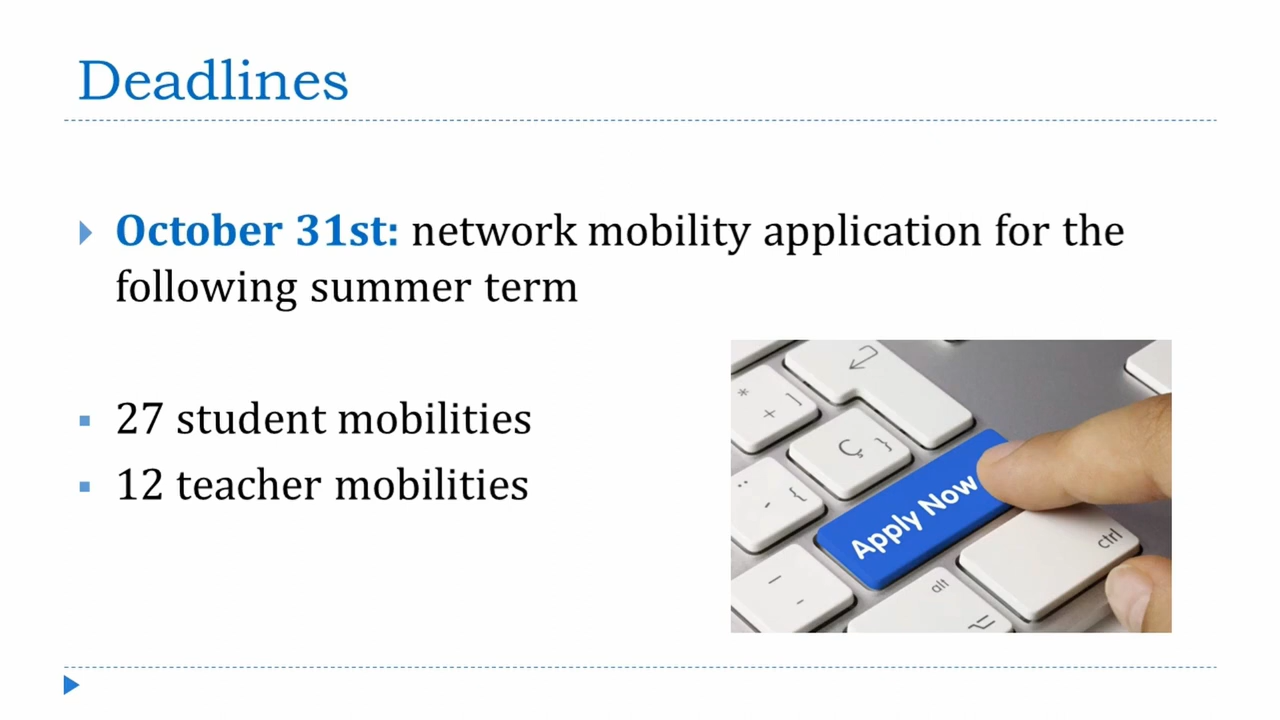 Deadlines
October 31st: network mobility application for the
following summer term
27 student mobilities
12 teacher mobilities
* + ]
Ç }
{
Apply Now
ctrl
alt